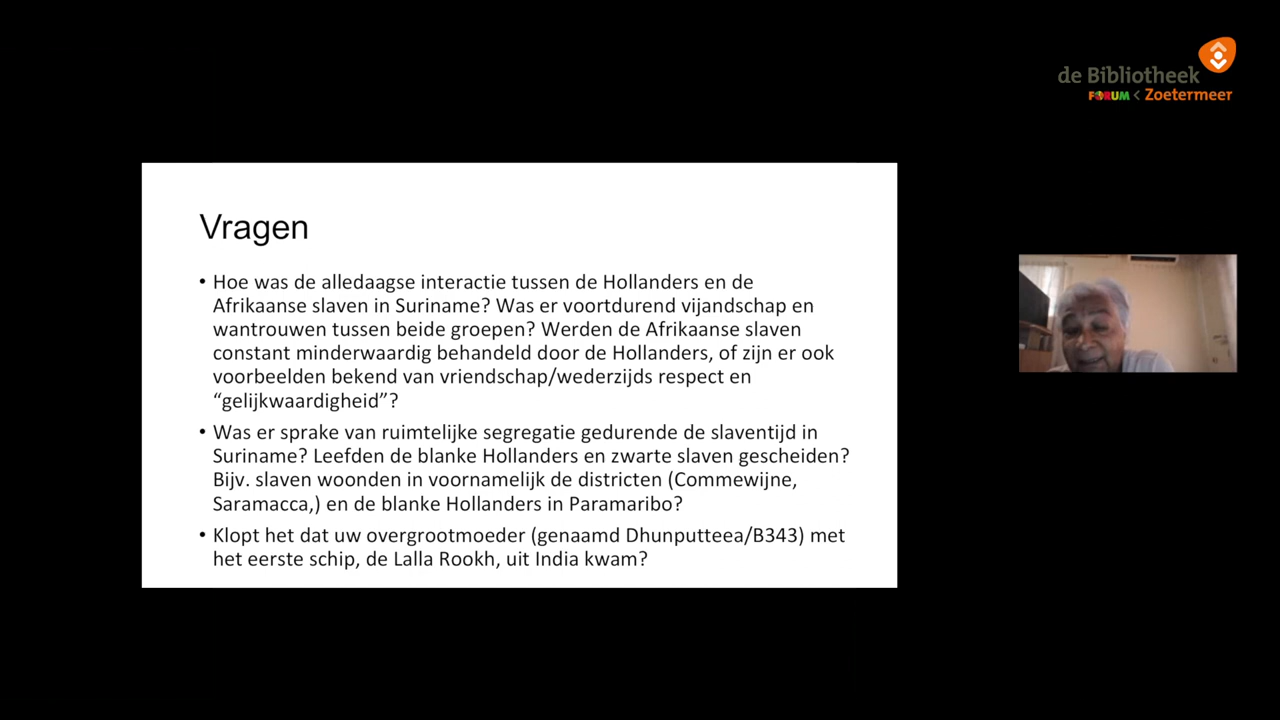 de Bibliotheek
FORUM < Zoetermeer
Vragen
• Hoe was de alledaagse interactie tussen de Hollanders en de
Afrikaanse slaven in Suriname? Was er voortdurend vijandschap en
wantrouwen tussen beide groepen? Werden de Afrikaanse slaven
constant minderwaardig behandeld door de Hollanders, of zijn er ook
voorbeelden bekend van vriendschap/wederzijds respect en
“gelijkwaardigheid”?
• Was er sprake van ruimtelijke segregatie gedurende de slaventijd in
Suriname? Leefden de blanke Hollanders en zwarte slaven gescheiden?
Bijv. slaven woonden in voornamelijk de districten (Commewijne,
Saramacca,) en de blanke Hollanders in Paramaribo?
• Klopt het dat uw overgrootmoeder (genaamd Dhunputteea/B343) met
het eerste schip, de Lalla Rookh, uit India kwam?